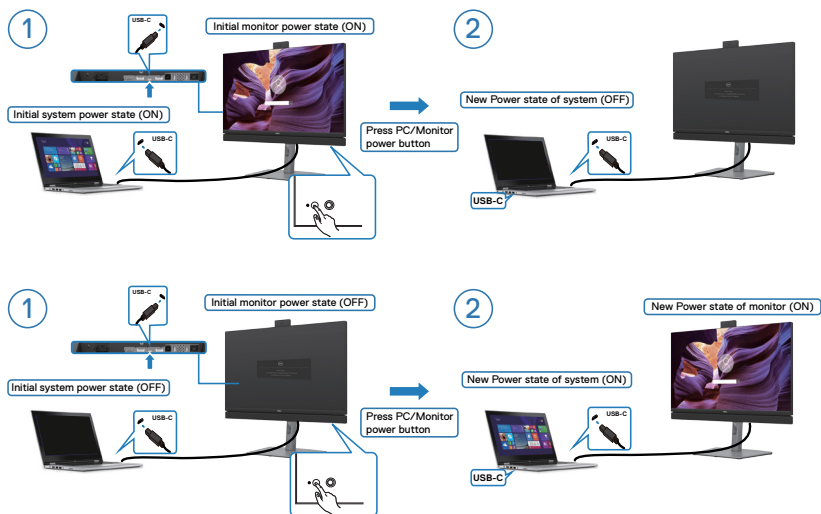 1
USB-C
Initial monitor power state (ON)
Initial system power state (ON)
USB-C
Press PC/Monitor
power button
2
New Power state of system (OFF)
USB-C
USB-C
1
USB-C
Initial monitor power state (OFF)
Initial system power state (OFF)
USB-C
Press PC/Monitor
power button
2
New Power state of monitor (ON)
New Power state of system (ON)
USB-C
USB-C